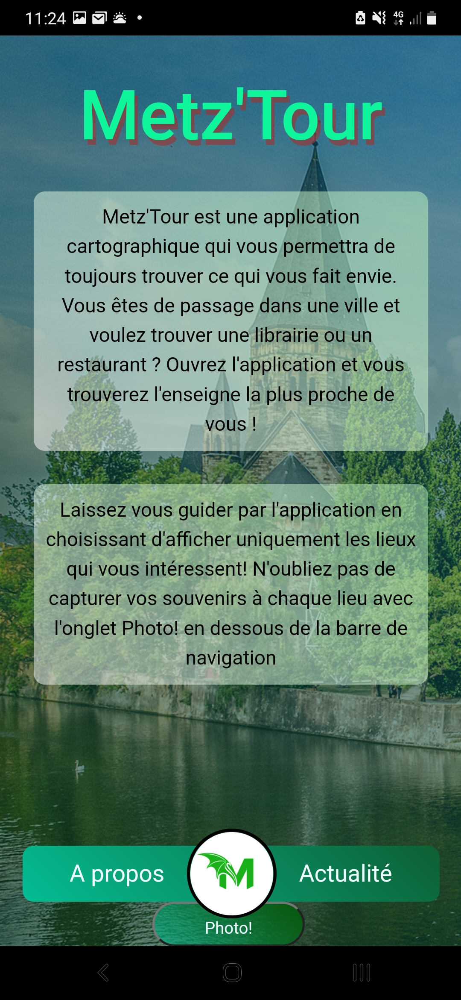 11:24
4G
Metz'Tour
Metz'Tour est une application
cartographique qui vous permettra de
toujours trouver ce qui vous fait envie.
Vous êtes de passage dans une ville et
voulez trouver une librairie ou un
restaurant ? Ouvrez l'application et vous
trouverez l'enseigne la plus proche de
vous !
Laissez vous guider par l'application en
choisissant d'afficher uniquement les lieux
qui vous intéressent! N'oubliez pas de
capturer vos souvenirs à chaque lieu avec
l'onglet Photo! en dessous de la barre de
navigation
A propos
M
Actualité
Photo!